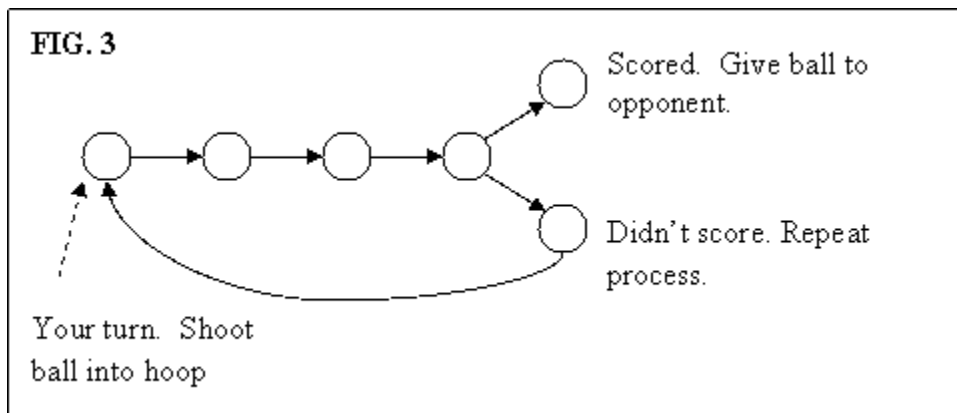 FIG. 3
Scored. Give ball to
opponent.
Didn't score. Repeat
process.
Your turn. Shoot
ball into hoop